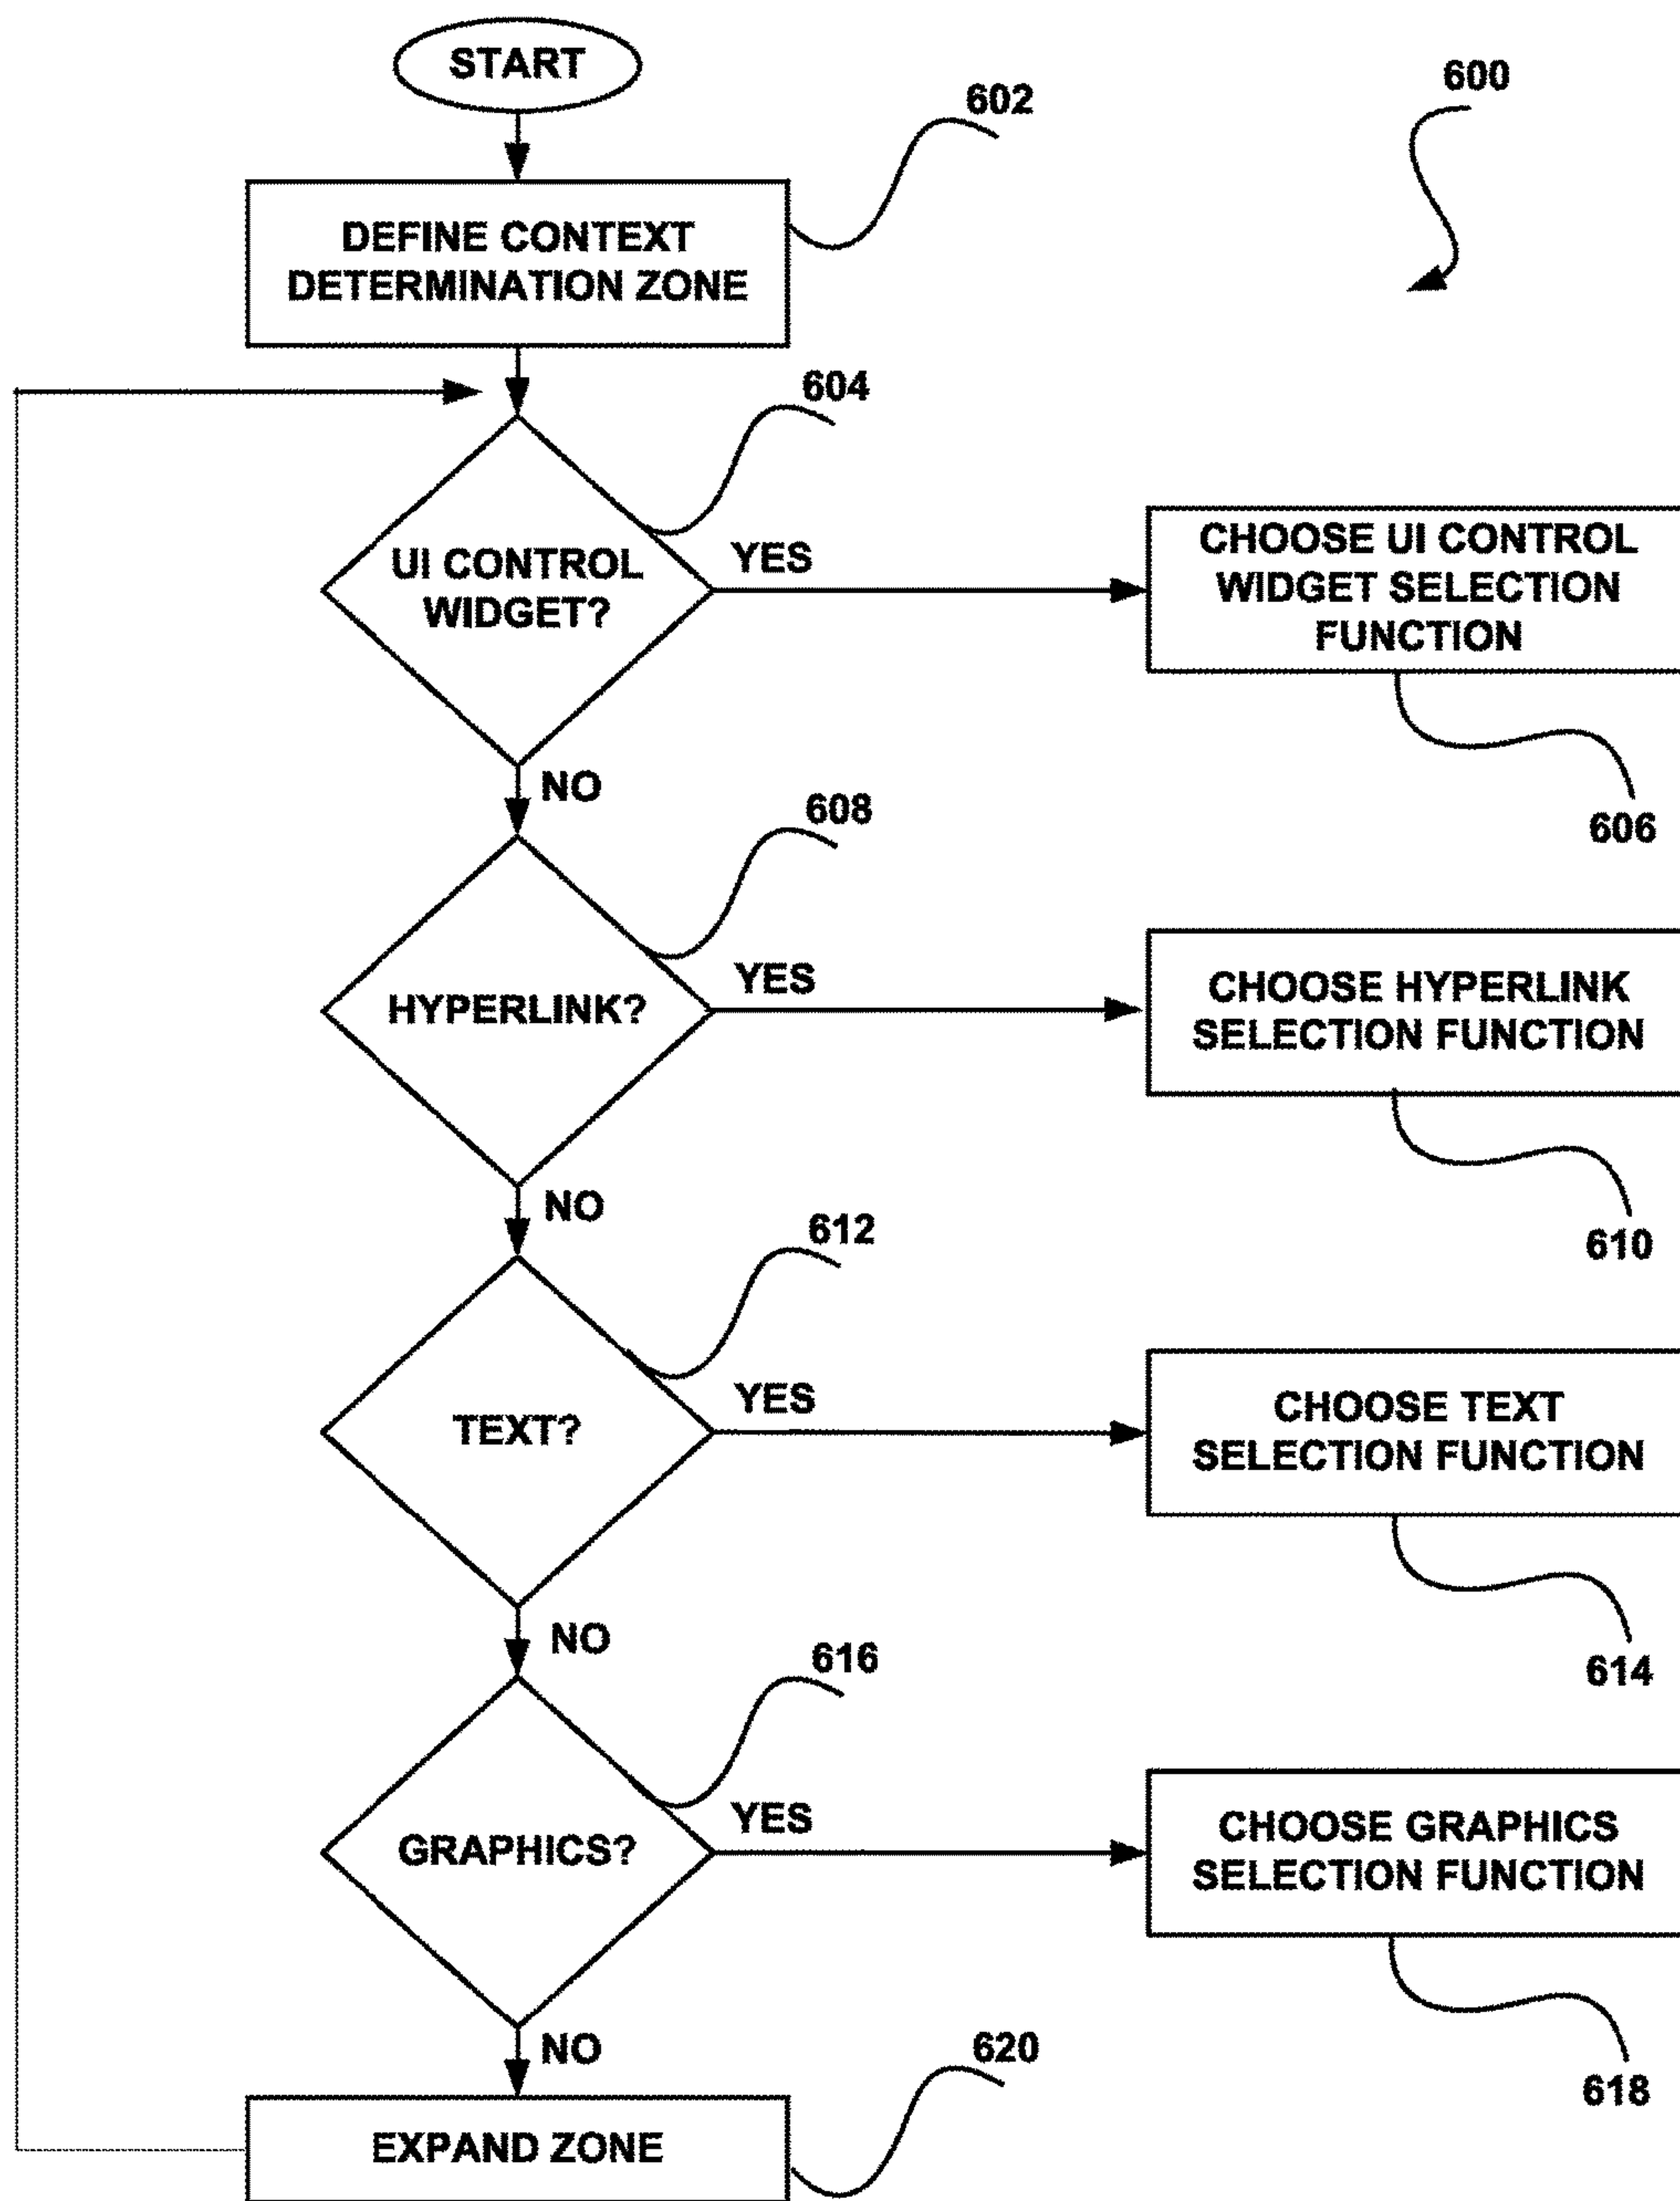 START
600
602
DEFINE CONTEXT
DETERMINATION ZONE
604
UI CONTROL
WIDGET?
YES
CHOOSE UI CONTROL
WIDGET SELECTION
FUNCTION
606
NO
608
HYPERLINK?
YES
CHOOSE HYPERLINK
SELECTION FUNCTION
610
NO
612
TEXT?
YES
CHOOSE TEXT
SELECTION FUNCTION
614
NO
616
GRAPHICS?
YES
CHOOSE GRAPHICS
SELECTION FUNCTION
618
NO
620
EXPAND ZONE